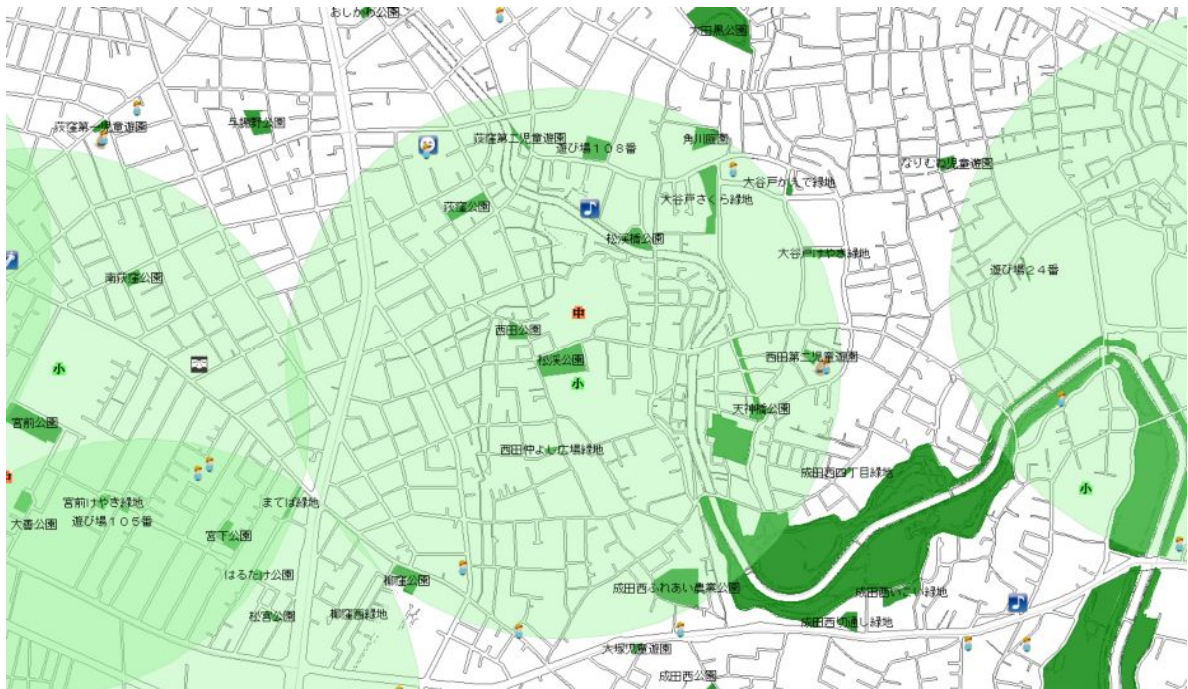 おしかわ公園
大田黒公園
荻窪第一児童遊園
与謝野公園
荻窪第二児童遊園
遊び場108番
角川庭園
なりむね児童遊園
大谷戸かえで緑地
大谷戸さくら緑地
荻窪公園
松渓橋公園
大谷戸けやき緑地
遊び場24番
南荻窪公園
中
西田公園
松渓公園
西田第二児童遊園
小
小
天神橋公園
宮前公園
西田仲よし広場緑地
成田西四丁目緑地
中
小
宮前けやき緑地
まてば緑地
大善公園
遊び場105番
宮下公園
はるたけ公園
柳窪公園
成田西ふれあい農業公園
成田西いこい緑地
松宮公園
柳窪西緑地
成田西切通し緑地
大塚児童遊園
成田西公園